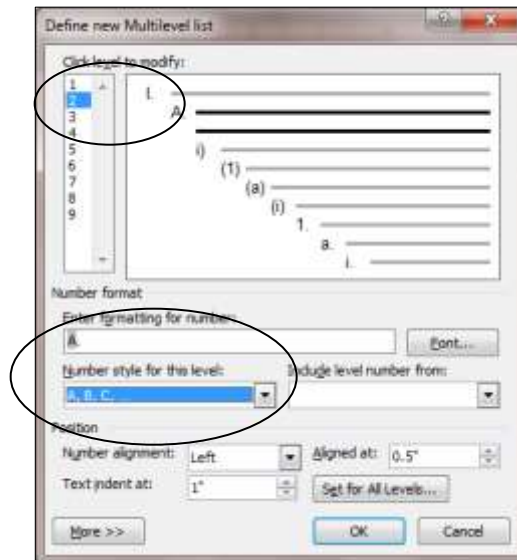 Define new Multilevel list
Click level to modify:
1
2
3
4
5
6
7
8
9
I.
A.
i)
(1)
(a)
(i)
1.
a.
i.
Number format
Enter formatting for number:
A.
Font...
Number style for this level:
Include level number from:
A, B, C, ...
Position
Number alignment: Left
Aligned at: 0.5"
Text indent at: 1"
Set for All Levels...
More >>
OK
Cancel